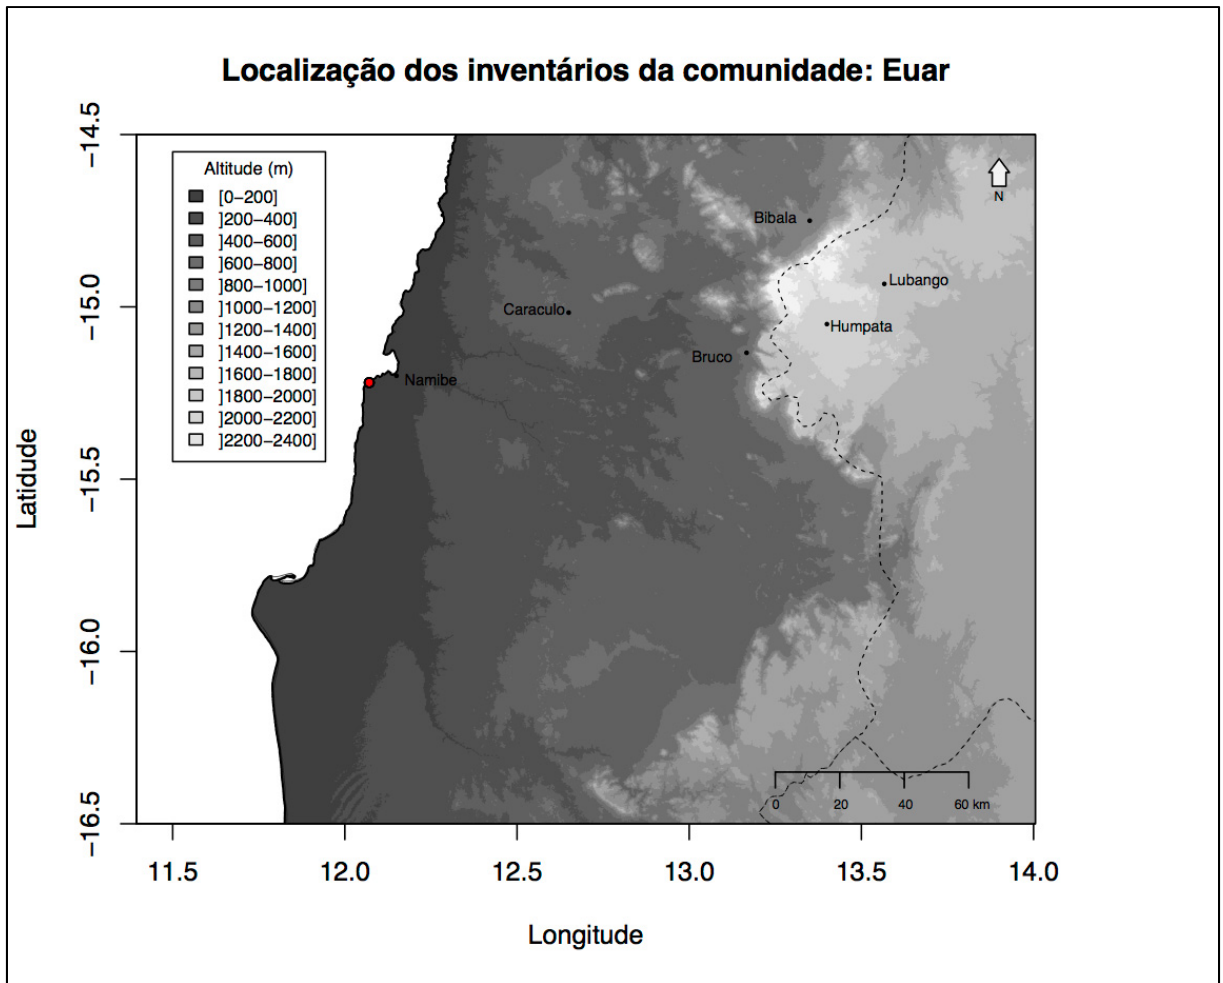 Localização dos inventários da comunidade: Euar
Altitude (m)
[0−200]
]200−400]
]400−600]
]600−800]
]800−1000]
]1000−1200]
]1200−1400]
]1400−1600]
]1600−1800]
]1800−2000]
]2000−2200]
]2200−2400]
N
Bibala
Lubango
Caraculo
Humpata
Bruco
Namibe
0 20 40 60 km
−14.5
−15.0
−15.5
−16.0
−16.5
Latidude
11.5 12.0 12.5 13.0 13.5 14.0
Longitude